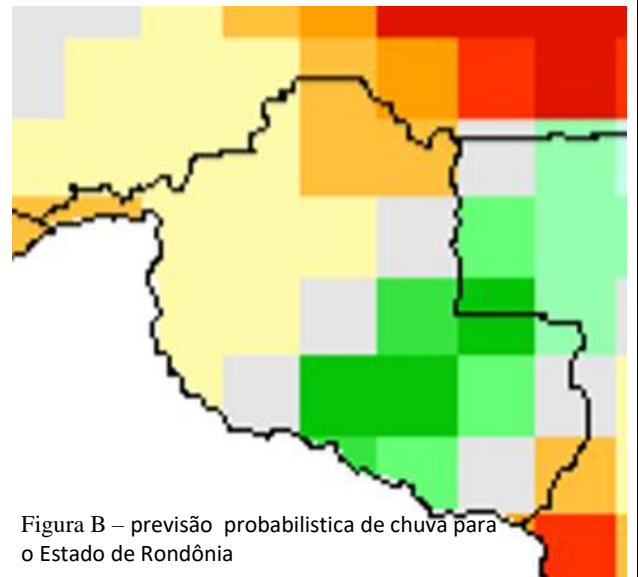 Figura B – previsão probabilistica de chuva para
o Estado de Rondônia